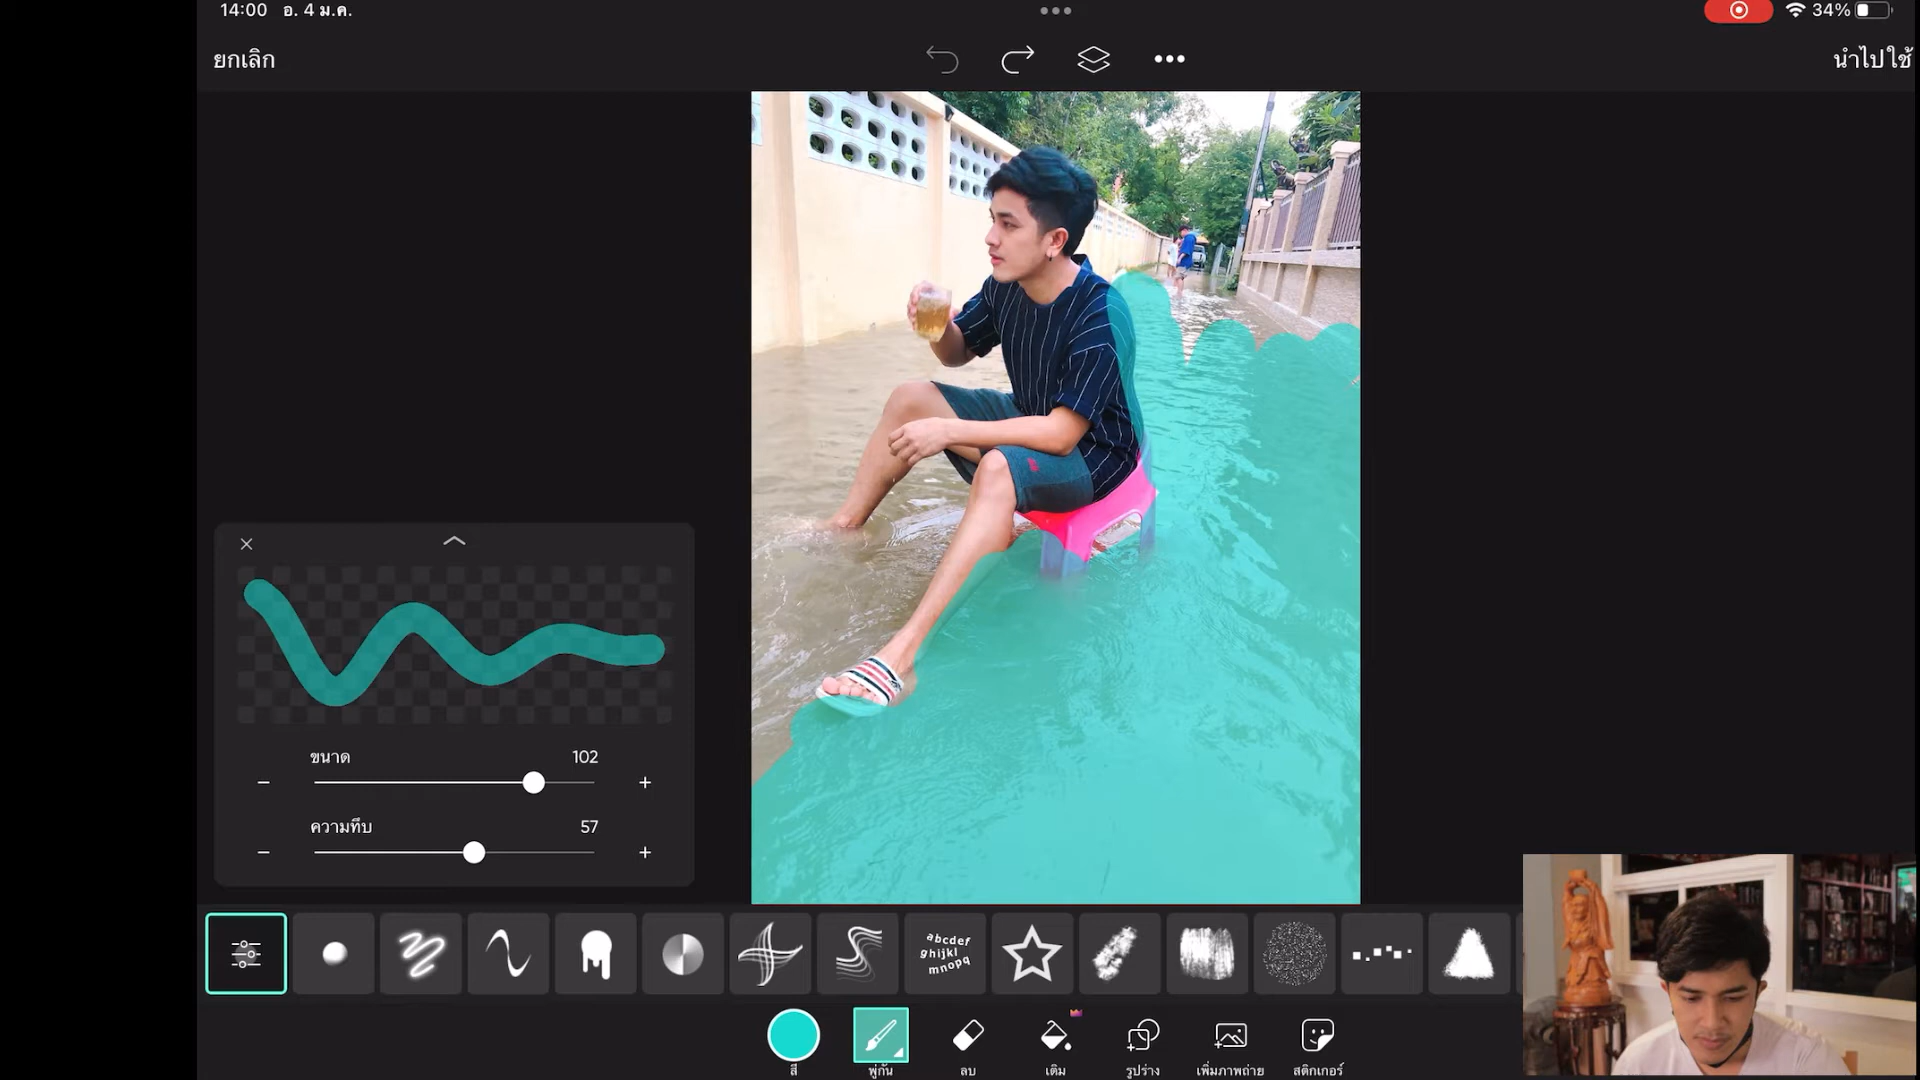 14:00 อ. 4 ม.ค.
34%
ยกเลิก
นำไปใช้
ขนาด 102
ความทึบ 57
abcdef
ghijkl
mnopq
สี
พู่กัน
ลบ
เติม
รูปร่าง
เพิ่มภาพถ่าย
สติกเกอร์